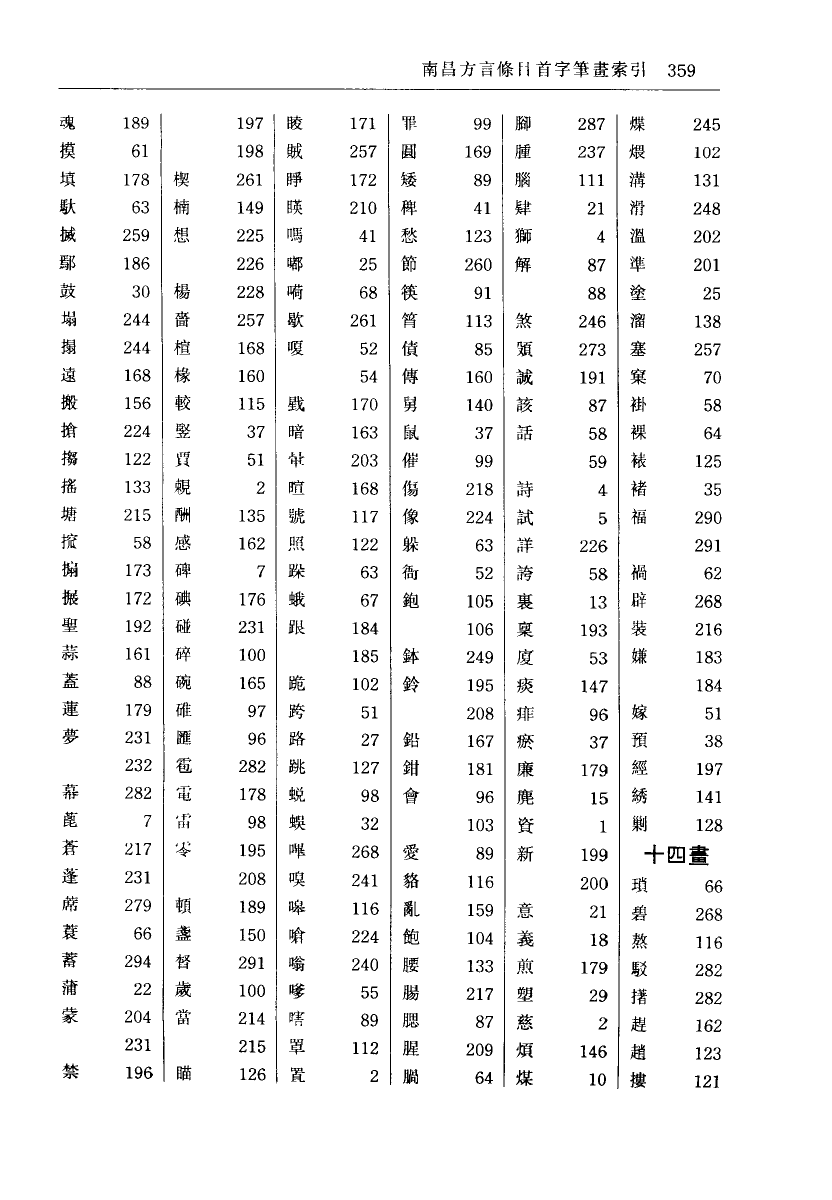 南昌方言條目首字筆畫索引 359
魂 189
摸 61
填 178
馱 63
搣 259
鄢 186
鼓 30
塌 244
搨 244
遠 168
搬 156
搶 224
搊 122
搖 133
塘 215
搲 58
搧 173
搌 172
聖 192
蒜 161
蓋 88
蓮 179
夢 231
232
幕 282
蓖 7
蒼 217
蓬 231
蓆 279
蓑 66
蓄 294
蒲 22
蒙 204
231
禁 196
197
198
楔 261
楠 149
想 225
226
楊 228
嗇 257
楦 168
椽 160
較 115
豎 37
賈 51
覡 2
酬 135
感 162
碑 7
碘 176
碰 231
碎 100
碗 165
碓 97
匯 96
雹 282
電 178
雷 98
零 195
208
頓 189
盞 150
督 291
歲 100
當 214
215
瞄 126
睖 171
賊 257
睜 172
暎 210
嗎 41
嘟 25
嗬 68
歇 261
嗄 52
54
戥 170
暗 163
暈 203
暄 168
號 117
照 122
跺 63
蛾 67
跟 184
185
跪 102
跨 51
路 27
跳 127
蜕 98
蜈 32
嗶 268
嗅 241
嗥 116
嗆 224
嗡 240
嗲 55
嗐 89
罩 112
置 2
罪 99
圓 169
矮 89
稗 41
愁 123
節 260
筷 91
筲 113
債 85
傳 160
舅 140
鼠 37
催 99
傷 218
像 224
躲 63
衙 52
鉋 105
106
鉢 249
鈴 195
208
鉛 167
鉗 181
會 96
103
愛 89
貉 116
亂 159
飽 104
腰 133
腸 217
腮 87
腥 209
腡 64
腳 287
腫 237
腦 111
肄 21
獅 4
解 87
88
煞 246
潁 273
誠 191
該 87
話 58
59
詩 4
試 5
詳 226
誇 58
裏 13
稟 193
廈 53
痰 147
痱 96
瘀 37
廉 179
麂 15
資 1
新 199
200
意 21
義 18
煎 179
塑 29
慈 2
煩 146
煤 10
煠 245
煨 102
溝 131
滑 248
溫 202
準 201
塗 25
溜 138
塞 257
窠 70
褂 58
裸 64
裱 125
褚 35
福 290
291
禍 62
辟 268
裝 216
嫌 183
184
嫁 51
預 38
經 197
綉 141
剿 128
十四畫
瑣 66
碧 268
熬 116
駁 282
撦 282
趕 162
趙 123
摟 121